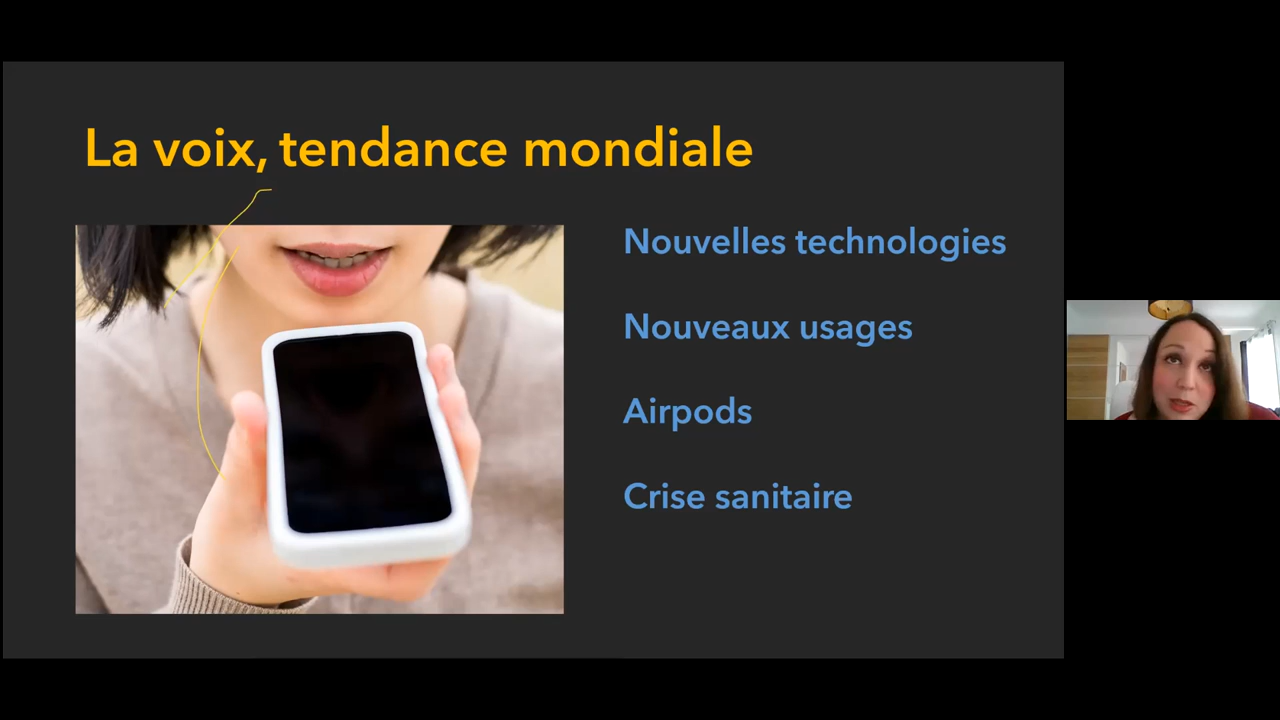 La voix, tendance mondiale
Nouvelles technologies
Nouveaux usages
Airpods
Crise sanitaire